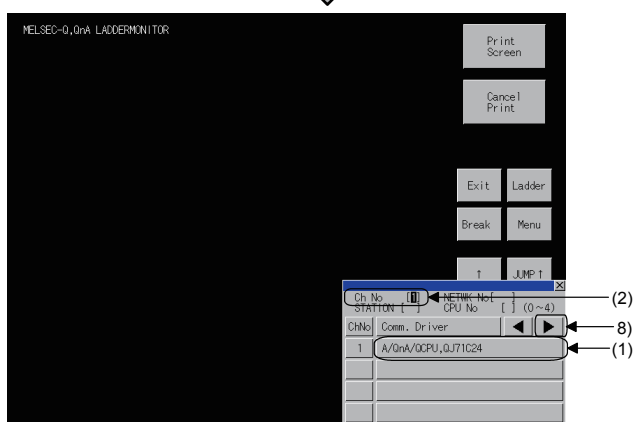 MELSEC-Q,QnA LADDERMONITOR
Print
Screen
Cancel
Print
Exit
Ladder
Break
Menu
↑
JUMP↑
Ch No [1] NETWK No[ ]
STATION [ ] CPU No [ ] (0~4)
(2)
ChNo Comm. Driver ◀ ▶
8)
1 A/QnA/QCPU,QJ71C24
(1)